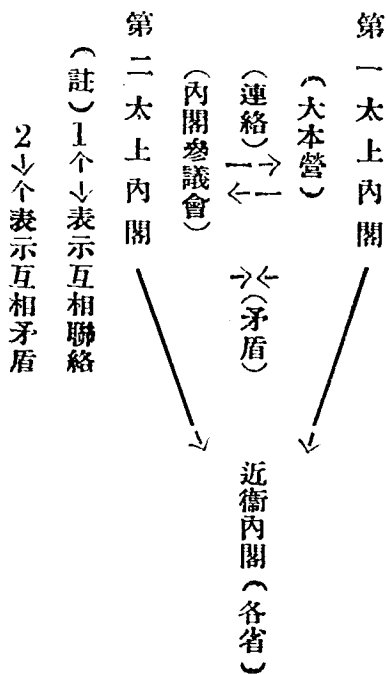 第一太上內閣
（大本營）
（連絡）
（矛盾）
（內閣參議會）
第二太上內閣
近衞內閣（各省）
（註）1↑↓表示互相聯絡
2↓↑表示互相矛盾